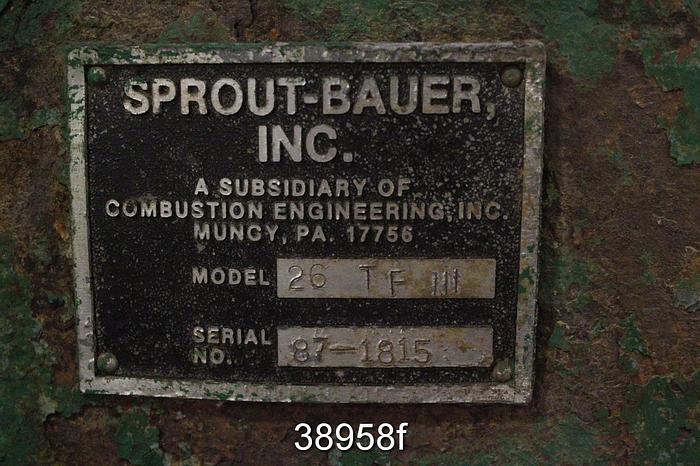 SPROUT-BAUER,
INC.
A SUBSIDIARY OF
COMBUSTION ENGINEERING, INC.
MUNCY, PA. 17756
MODEL 26 TF III
SERIAL
NO. 87-1815
38958f